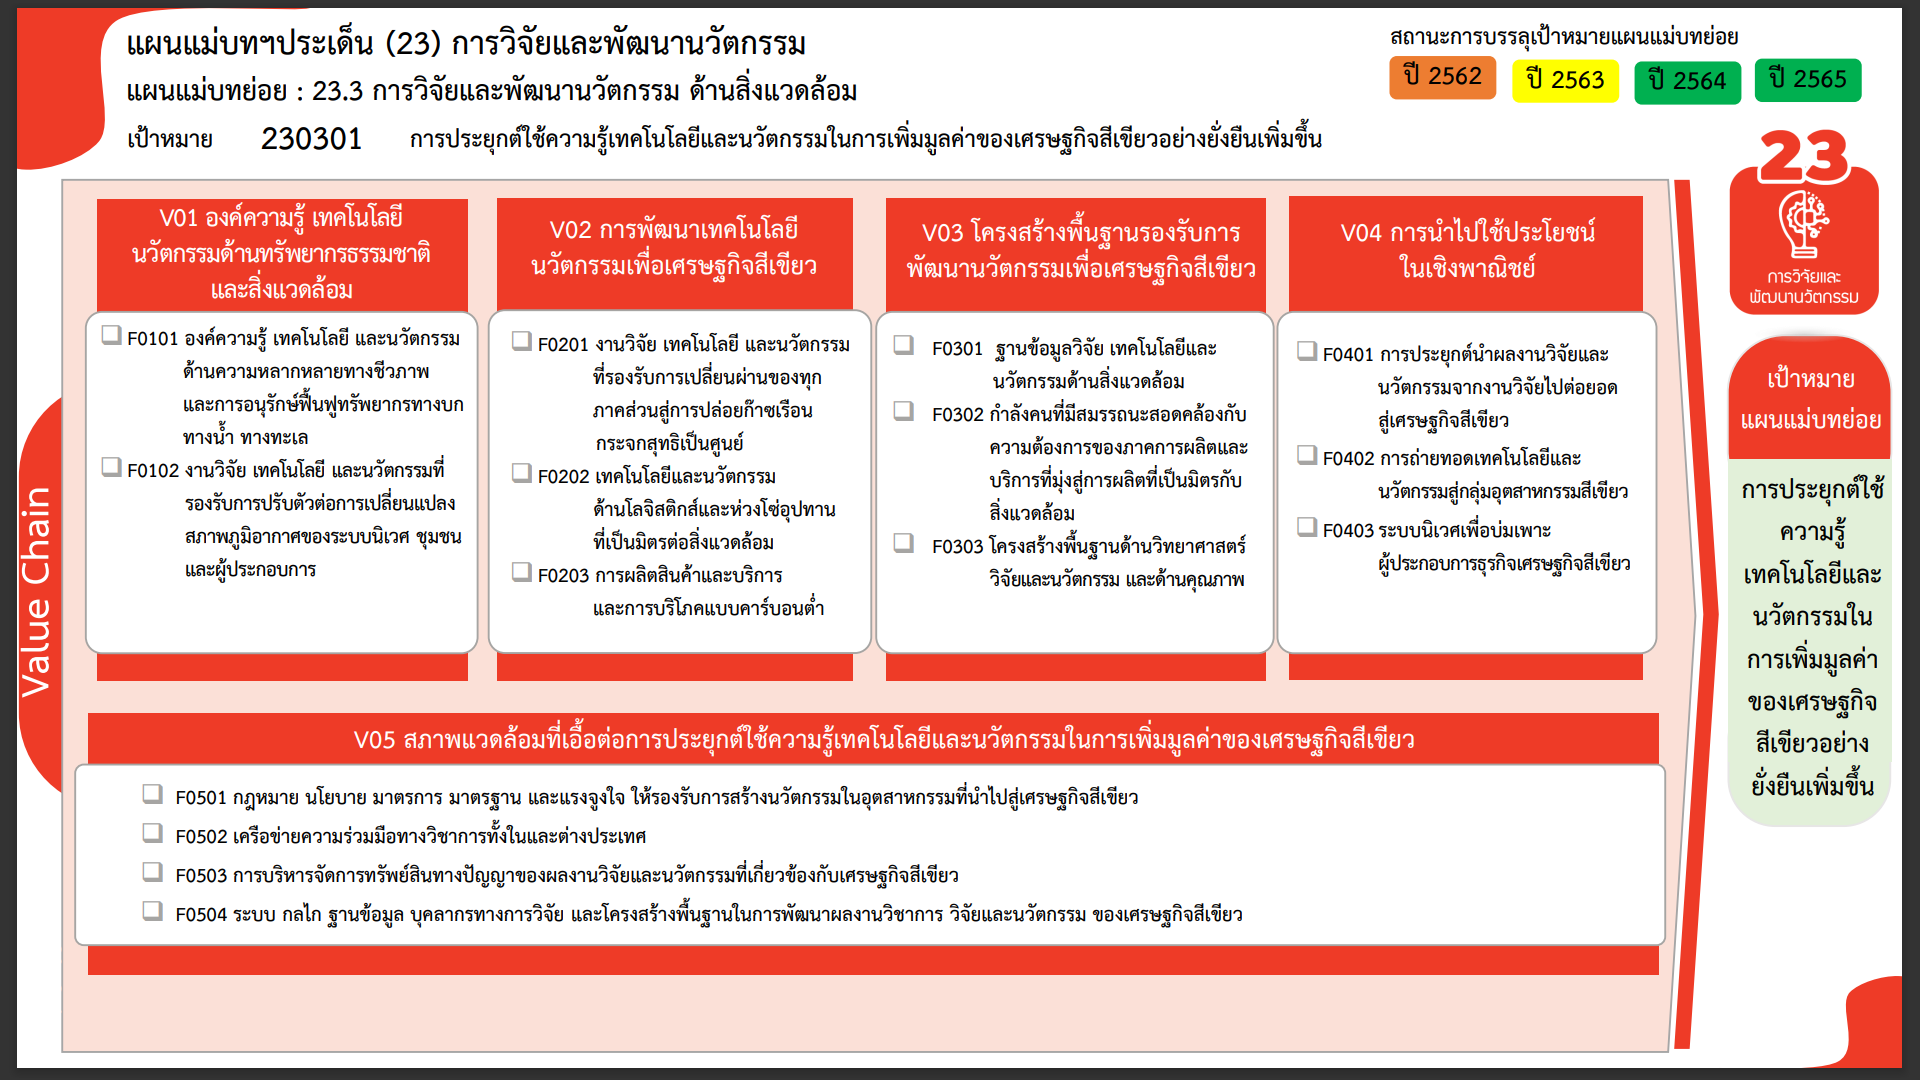 แผนแม่บทฯประเด็น (23) การวิจัยและพัฒนานวัตกรรม
แผนแม่บทย่อย : 23.3 การวิจัยและพัฒนานวัตกรรม ด้านสิ่งแวดล้อม
เป้าหมาย 230301 การประยุกต์ใช้ความรู้เทคโนโลยีและนวัตกรรมในการเพิ่มมูลค่าของเศรษฐกิจสีเขียวอย่างยั่งยืนเพิ่มขึ้น
สถานะการบรรลุเป้าหมายแผนแม่บทย่อย
ปี 2562 ปี 2563 ปี 2564 ปี 2565
Value Chain
V01 องค์ความรู้ เทคโนโลยี
นวัตกรรมด้านทรัพยากรธรรมชาติ
และสิ่งแวดล้อม
F0101 องค์ความรู้ เทคโนโลยี และนวัตกรรม
ด้านความหลากหลายทางชีวภาพ
และการอนุรักษ์ฟื้นฟูทรัพยากรทางบก
ทางน้ำ ทางทะเล
F0102 งานวิจัย เทคโนโลยี และนวัตกรรมที่
รองรับการปรับตัวต่อการเปลี่ยนแปลง
สภาพภูมิอากาศของระบบนิเวศ ชุมชน
และผู้ประกอบการ
V02 การพัฒนาเทคโนโลยี
นวัตกรรมเพื่อเศรษฐกิจสีเขียว
F0201 งานวิจัย เทคโนโลยี และนวัตกรรม
ที่รองรับการเปลี่ยนผ่านของทุก
ภาคส่วนสู่การปล่อยก๊าซเรือน
กระจกสุทธิเป็นศูนย์
F0202 เทคโนโลยีและนวัตกรรม
ด้านโลจิสติกส์และห่วงโซ่อุปทาน
ที่เป็นมิตรต่อสิ่งแวดล้อม
F0203 การผลิตสินค้าและบริการ
และการบริโภคแบบคาร์บอนต่ำ
V03 โครงสร้างพื้นฐานรองรับการ
พัฒนานวัตกรรมเพื่อเศรษฐกิจสีเขียว
F0301 ฐานข้อมูลวิจัย เทคโนโลยีและ
นวัตกรรมด้านสิ่งแวดล้อม
F0302 กำลังคนที่มีสมรรถนะสอดคล้องกับ
ความต้องการของภาคการผลิตและ
บริการที่มุ่งสู่การผลิตที่เป็นมิตรกับ
สิ่งแวดล้อม
F0303 โครงสร้างพื้นฐานด้านวิทยาศาสตร์
วิจัยและนวัตกรรม และด้านคุณภาพ
V04 การนำไปใช้ประโยชน์
ในเชิงพาณิชย์
F0401 การประยุกต์นำผลงานวิจัยและ
นวัตกรรมจากงานวิจัยไปต่อยอด
สู่เศรษฐกิจสีเขียว
F0402 การถ่ายทอดเทคโนโลยีและ
นวัตกรรมสู่กลุ่มอุตสาหกรรมสีเขียว
F0403 ระบบนิเวศเพื่อบ่มเพาะ
ผู้ประกอบการธุรกิจเศรษฐกิจสีเขียว
V05 สภาพแวดล้อมที่เอื้อต่อการประยุกต์ใช้ความรู้เทคโนโลยีและนวัตกรรมในการเพิ่มมูลค่าของเศรษฐกิจสีเขียว
F0501 กฎหมาย นโยบาย มาตรการ มาตรฐาน และแรงจูงใจ ให้รองรับการสร้างนวัตกรรมในอุตสาหกรรมที่นำไปสู่เศรษฐกิจสีเขียว
F0502 เครือข่ายความร่วมมือทางวิชาการทั้งในและต่างประเทศ
F0503 การบริหารจัดการทรัพย์สินทางปัญญาของผลงานวิจัยและนวัตกรรมที่เกี่ยวข้องกับเศรษฐกิจสีเขียว
F0504 ระบบ กลไก ฐานข้อมูล บุคลากรทางการวิจัย และโครงสร้างพื้นฐานในการพัฒนาผลงานวิชาการ วิจัยและนวัตกรรม ของเศรษฐกิจสีเขียว
23
การวิจัยและ
พัฒนานวัตกรรม
เป้าหมาย
แผนแม่บทย่อย
การประยุกต์ใช้
ความรู้
เทคโนโลยีและ
นวัตกรรมใน
การเพิ่มมูลค่า
ของเศรษฐกิจ
สีเขียวอย่าง
ยั่งยืนเพิ่มขึ้น